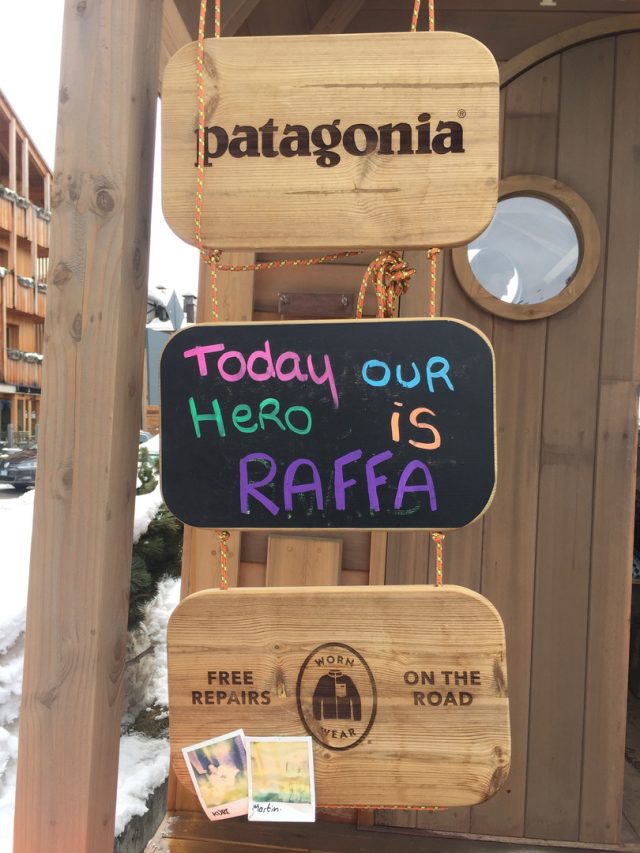 patagonia®
Today OUR
HeRO is
RAFFA
FREE
REPAIRS
WORN
WEAR
ON THE
ROAD
Martin.